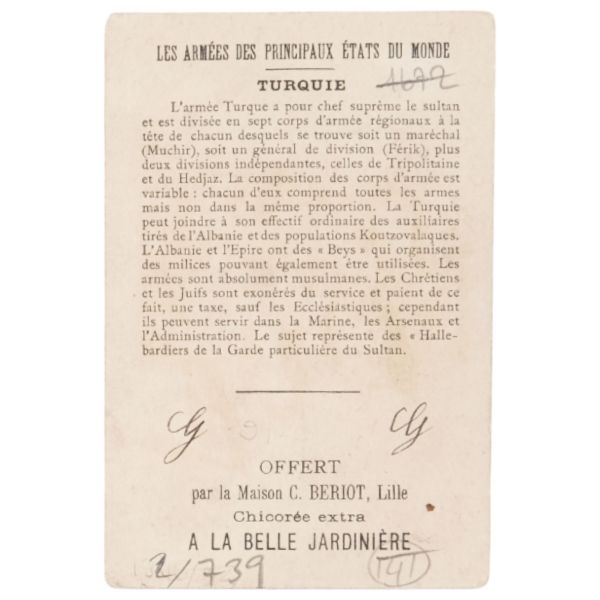 LES ARMÉES DES PRINCIPAUX ÉTATS DU MONDE
TURQUIE
1672
L'armée Turque a pour chef suprême le sultan
et est divisée en sept corps d'armée régionaux à la
tête de chacun desquels se trouve soit un maréchal
(Muchir), soit un général de division (Férik), plus
deux divisions indépendantes, celles de Tripolitaine
et du Hedjaz. La composition des corps d'armée est
variable : chacun d'eux comprend toutes les armes
mais non dans la même proportion. La Turquie
peut joindre à son effectif ordinaire des auxiliaires
tirés de l'Albanie et des populations Koutzovalaques.
L'Albanie et l'Epire ont des « Beys » qui organisent
des milices pouvant également être utilisées. Les
armées sont absolument musulmanes. Les Chrétiens
et les Juifs sont exonérés du service et paient de ce
fait, une taxe, sauf les Ecclésiastiques ; cependant
ils peuvent servir dans la Marine, les Arsenaux et
l'Administration. Le sujet représente des « Halle-
bardiers de la Garde particulière du Sultan.
OFFERT
par la Maison C. BERIOT, Lille
Chicorée extra
A LA BELLE JARDINIÈRE
2/739
141